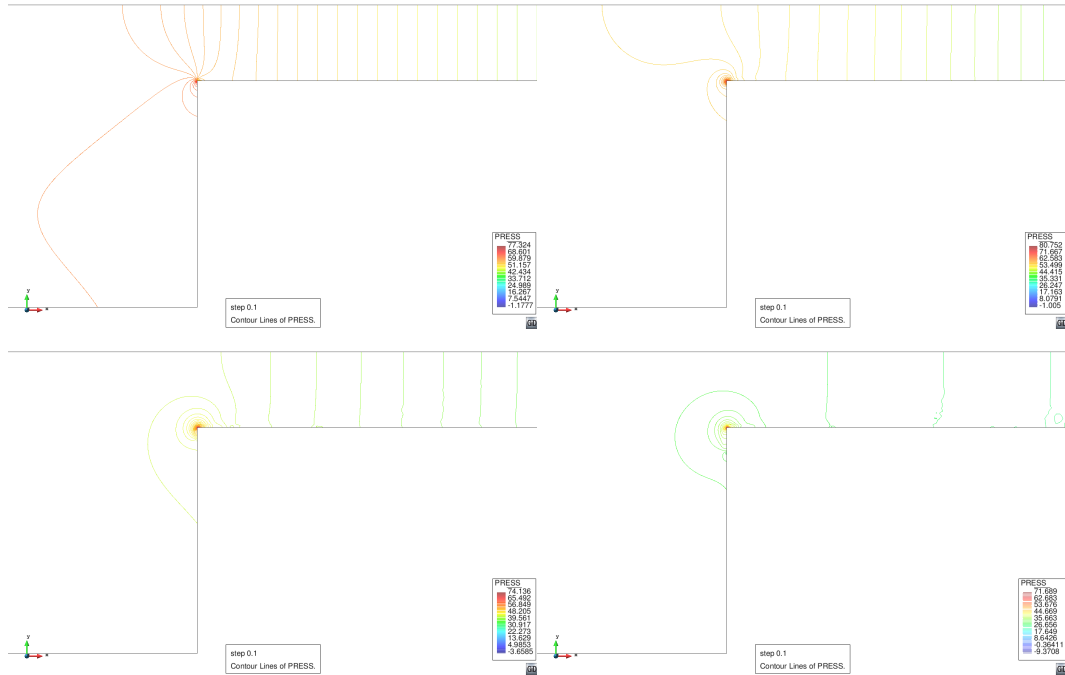 PRESS
77.324
68.601
59.879
51.157
42.434
33.712
24.989
16.267
7.5447
-1.1777
y
x
step 0.1
Contour Lines of PRESS.
GD
PRESS
80.752
71.667
62.583
53.499
44.415
35.331
26.247
17.163
8.0791
-1.005
y
x
step 0.1
Contour Lines of PRESS.
GD
PRESS
74.136
65.492
56.849
48.205
39.561
30.917
22.273
13.629
4.9853
-3.6585
y
x
step 0.1
Contour Lines of PRESS.
GD
PRESS
71.689
62.683
53.676
44.669
35.663
26.656
17.649
8.6426
-0.36411
-9.3708
y
x
step 0.1
Contour Lines of PRESS.
GD